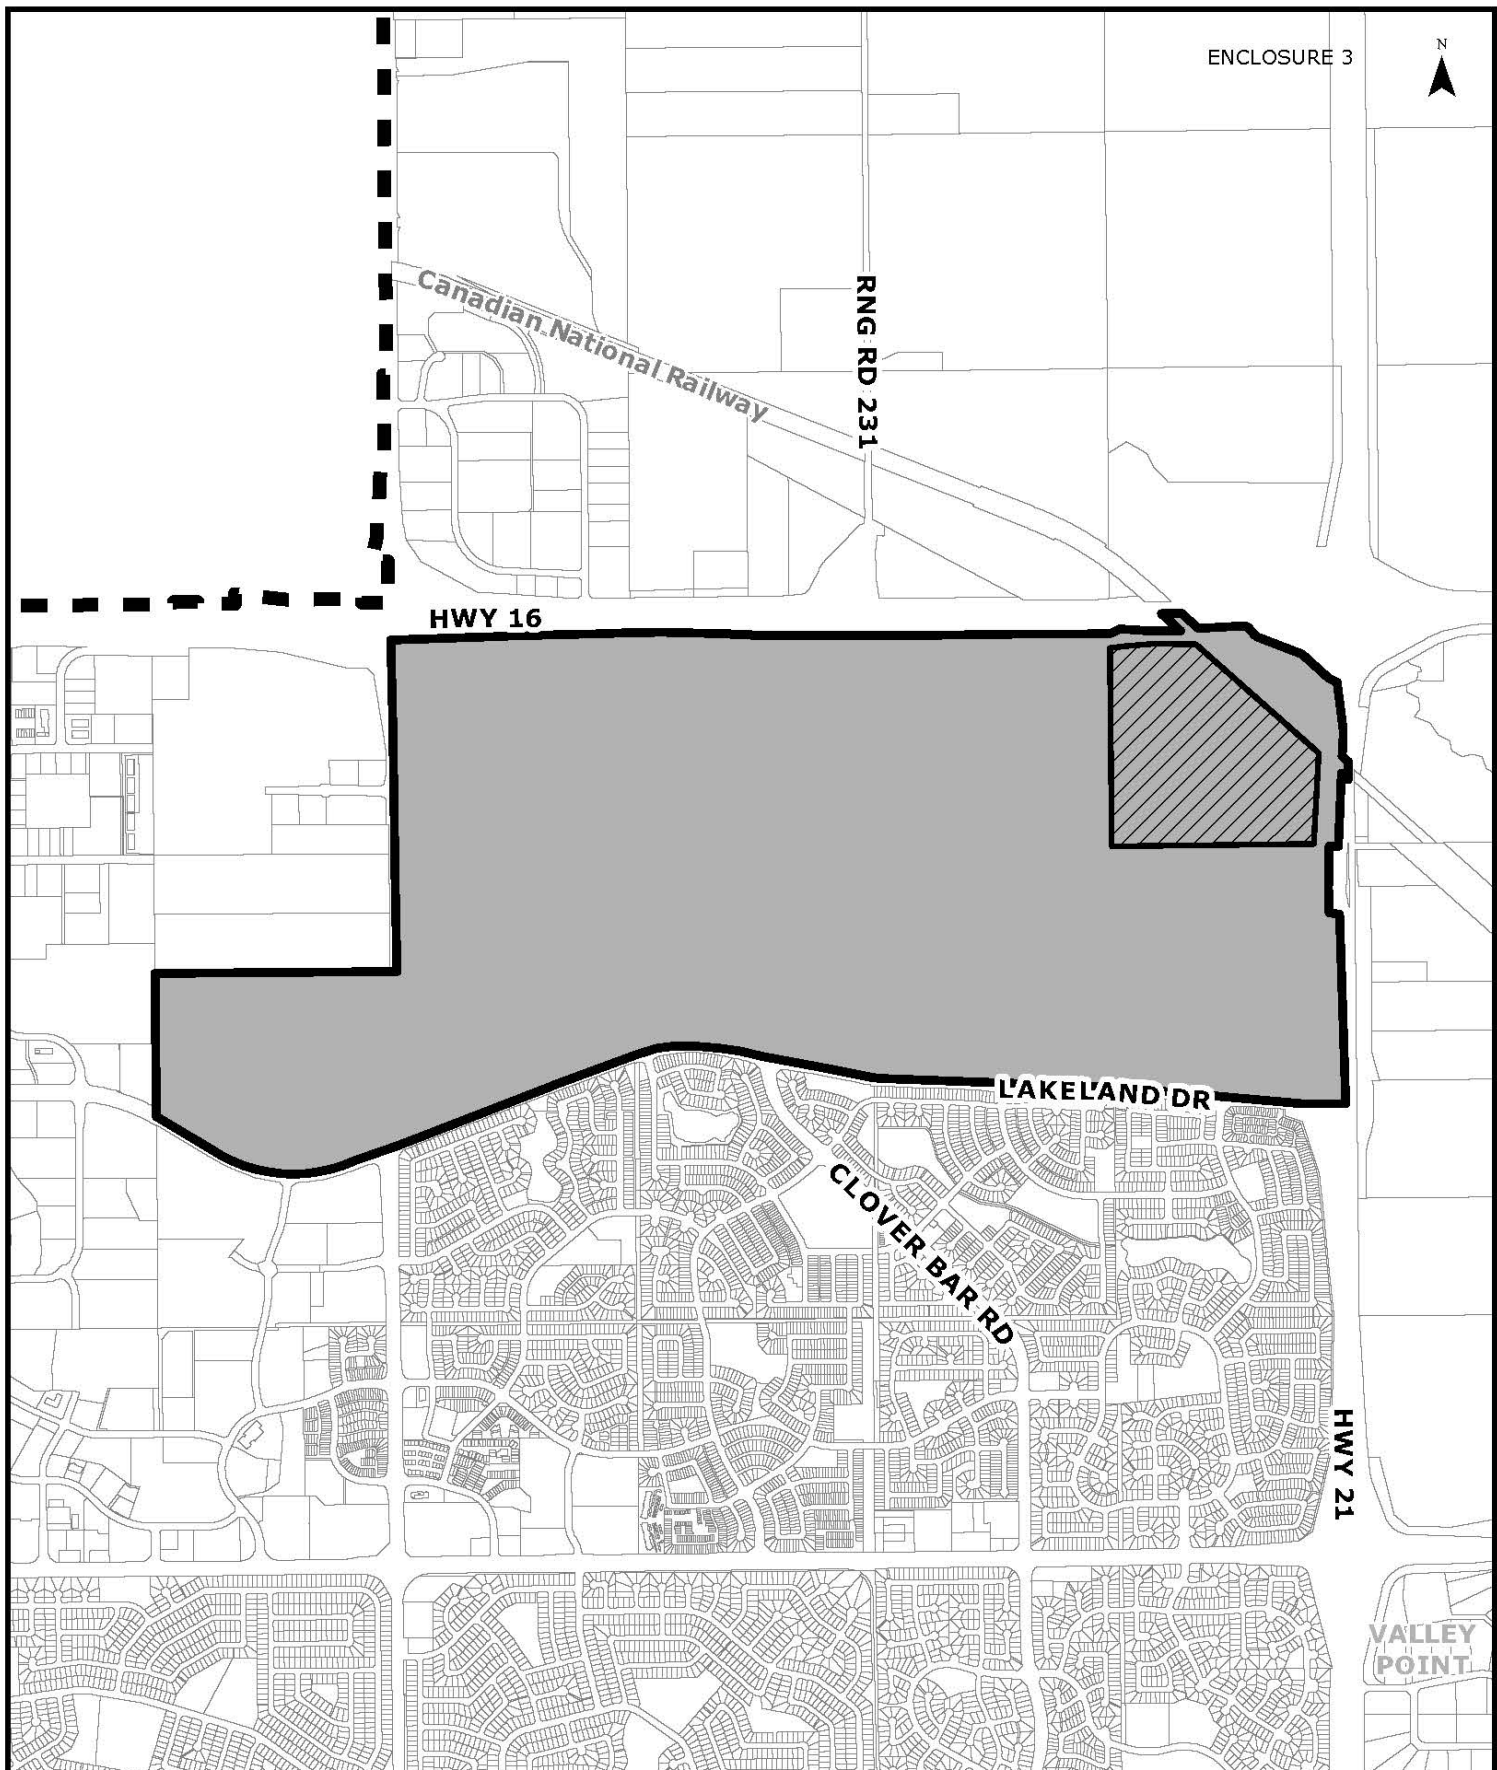 ENCLOSURE 3
N
Canadian National Railway
RNG RD 231
HWY 16
LAKELAND DR
CLOVER BAR RD
HWY 21
VALLEY
POINT